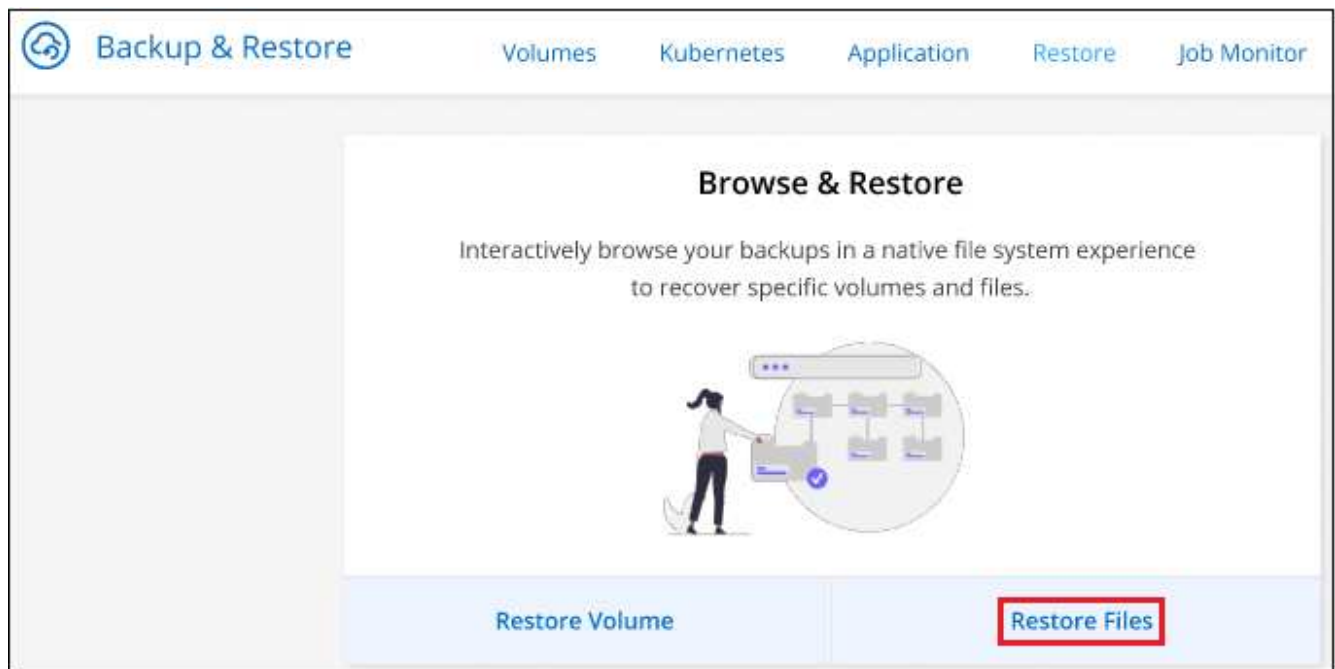 Backup & Restore Volumes Kubernetes Application Restore Job Monitor
Browse & Restore
Interactively browse your backups in a native file system experience
to recover specific volumes and files.
Restore Volume Restore Files